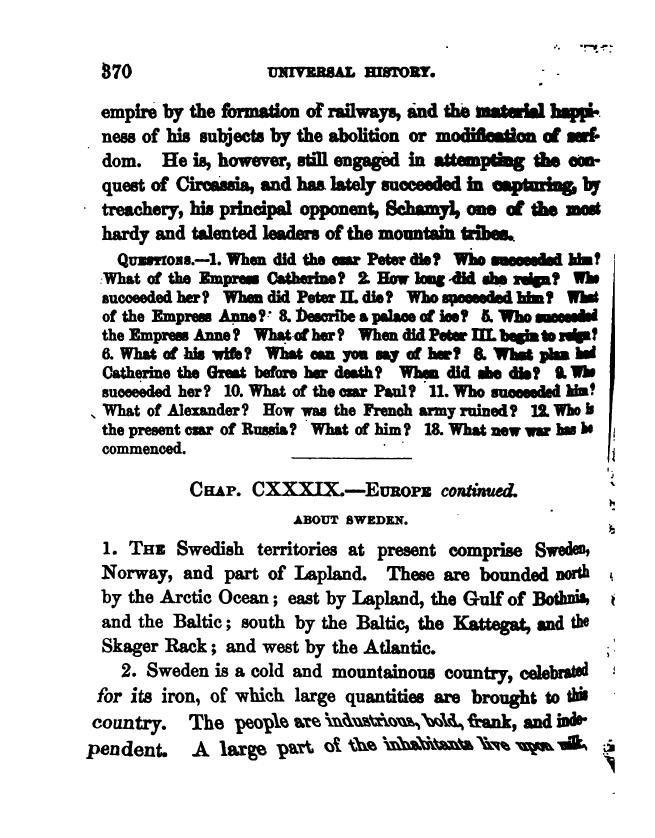 370 UNIVERSAL HISTORY.
empire by the formation of railways, and the material happi-
ness of his subjects by the abolition or modification of serf-
dom. He is, however, still engaged in attempting the con-
quest of Circassia, and has lately succeeded in capturing, by
treachery, his principal opponent, Schamyl, one of the most
hardy and talented leaders of the mountain tribes.
QUESTIONS.—1. When did the czar Peter die? Who succeeded him?
What of the Empress Catherine? 2. How long did she reign? Who
succeeded her? When did Peter II. die? Who succeeded him? What
of the Empress Anne? 3. Describe a palace of ice? 5. Who succeeded
the Empress Anne? What of her? When did Peter III. begin to reign?
6. What of his wife? What can you say of her? 8. What plan had
Catherine the Great before her death? When did she die? 9. Who
succeeded her? 10. What of the czar Paul? 11. Who succeeded him?
What of Alexander? How was the French army ruined? 12. Who is
the present czar of Russia? What of him? 13. What new war has he
commenced.
CHAP. CXXXIX.—EUROPE continued.
ABOUT SWEDEN.
1. THE Swedish territories at present comprise Sweden,
Norway, and part of Lapland. These are bounded north
by the Arctic Ocean; east by Lapland, the Gulf of Bothnia,
and the Baltic; south by the Baltic, the Kattegat, and the
Skager Rack; and west by the Atlantic.
2. Sweden is a cold and mountainous country, celebrated
for its iron, of which large quantities are brought to this
country. The people are industrious, bold, frank, and inde-
pendent. A large part of the inhabitants live upon milk,